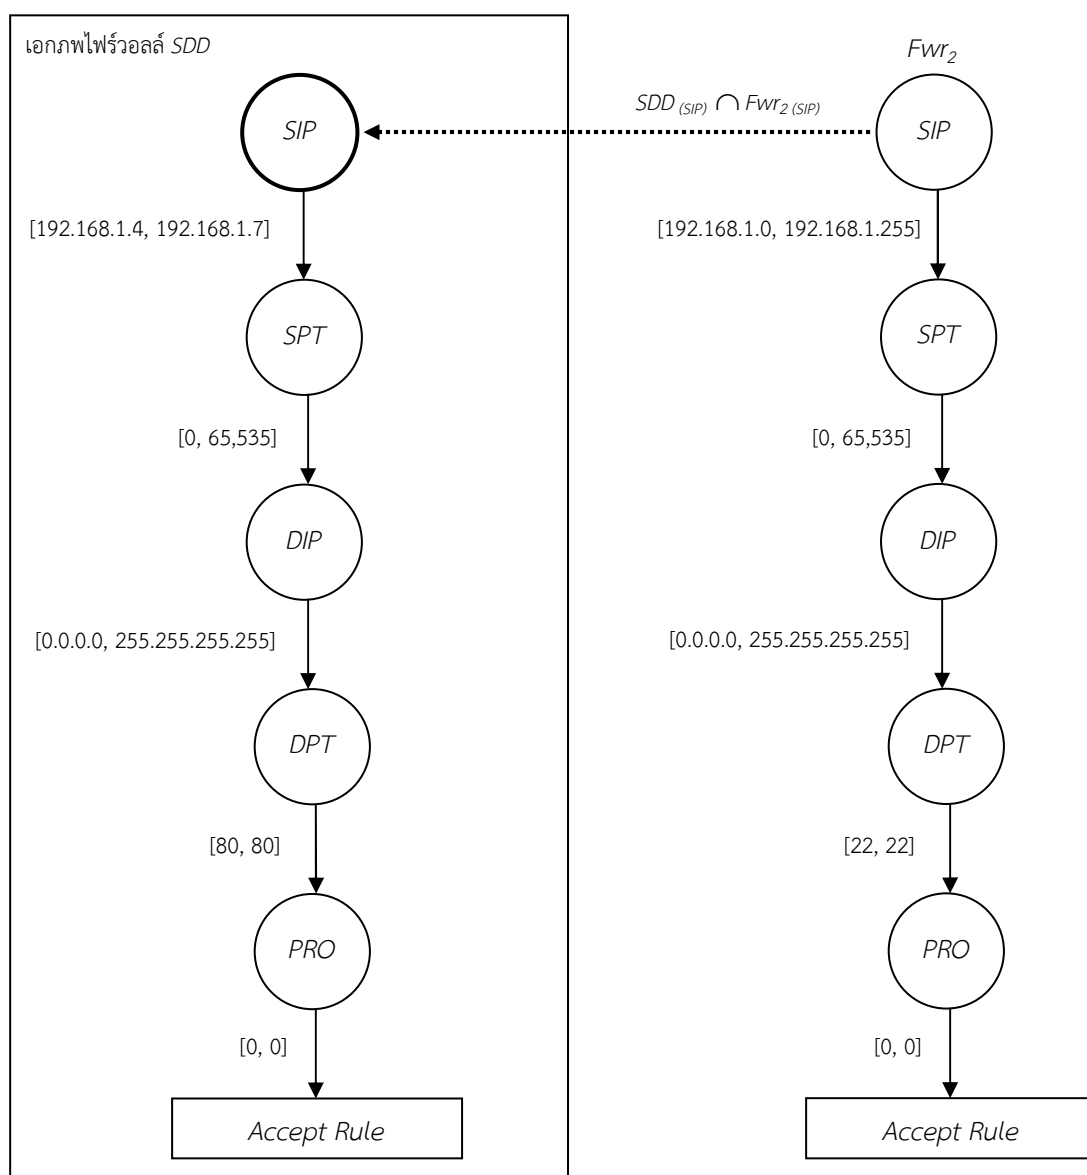 เอกภพไฟร์วอลล์ SDD
Fwr2
SDD (SIP) ∩ Fwr2 (SIP)
SIP
SIP
[192.168.1.4, 192.168.1.7]
[192.168.1.0, 192.168.1.255]
SPT
SPT
[0, 65,535]
[0, 65,535]
DIP
DIP
[0.0.0.0, 255.255.255.255]
[0.0.0.0, 255.255.255.255]
DPT
DPT
[80, 80]
[22, 22]
PRO
PRO
[0, 0]
[0, 0]
Accept Rule
Accept Rule